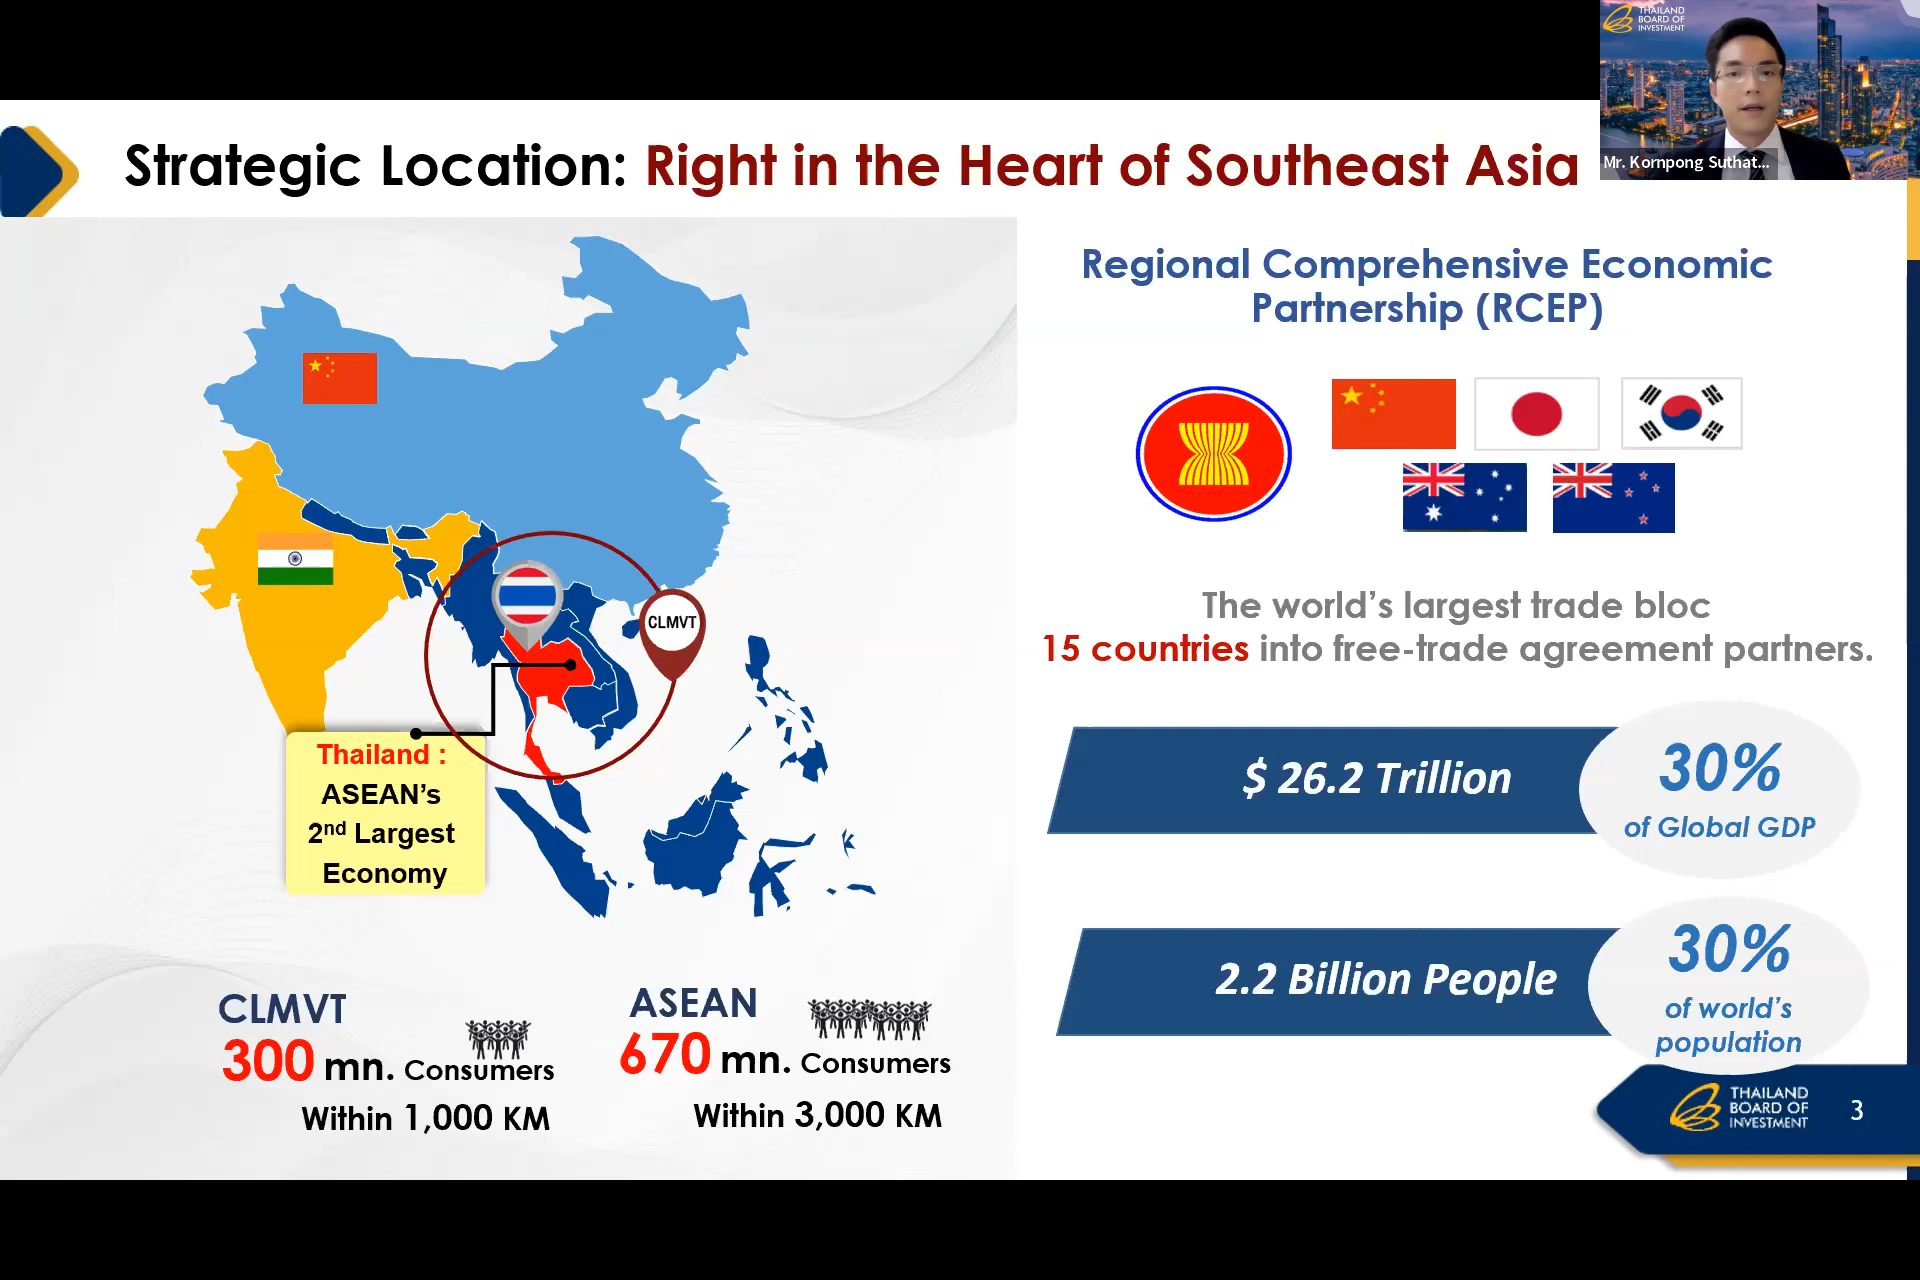 THAILAND
BOARD OF
INVESTMENT
Mr. Kornpong Suthat...
Strategic Location: Right in the Heart of Southeast Asia
CLMVT
Thailand :
ASEAN's
2nd Largest
Economy
CLMVT
300 mn. Consumers
Within 1,000 KM
ASEAN
670 mn. Consumers
Within 3,000 KM
Regional Comprehensive Economic
Partnership (RCEP)
The world's largest trade bloc
15 countries into free-trade agreement partners.
$ 26.2 Trillion
30%
of Global GDP
2.2 Billion People
30%
of world's
population
THAILAND
BOARD OF
INVESTMENT
3